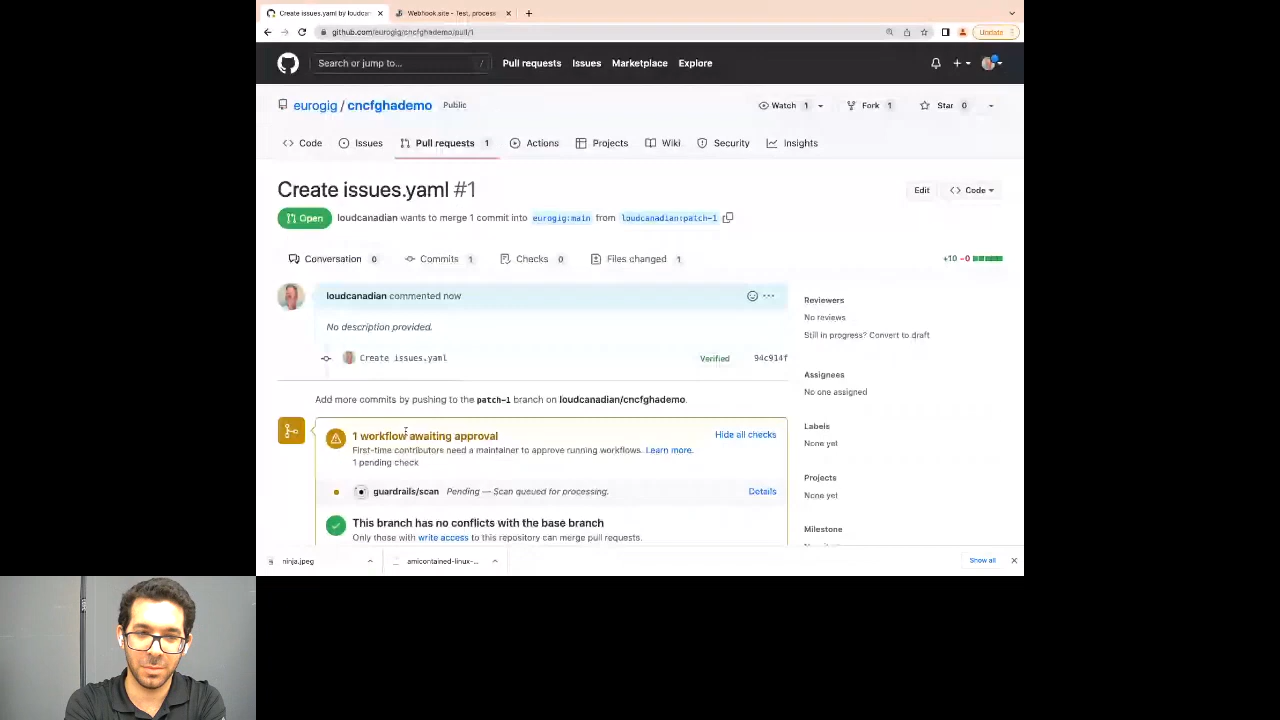 Create issues.yaml by loudcan
Webhook.site - Test, process
github.com/eurogig/cncfghademo/pull/1
Update
Search or jump to...
/
Pull requests
Issues
Marketplace
Explore
eurogig / cncfghademo
Public
Watch 1
Fork 1
Star 0
Code
Issues
Pull requests 1
Actions
Projects
Wiki
Security
Insights
Create issues.yaml #1
Edit
Code
Open
loudcanadian wants to merge 1 commit into eurogig:main from loudcanadian:patch-1
Conversation 0
Commits 1
Checks 0
Files changed 1
+10 −0
loudcanadian commented now
No description provided.
Create issues.yaml
Verified
94c914f
Add more commits by pushing to the patch-1 branch on loudcanadian/cncfghademo.
1 workflow awaiting approval
Hide all checks
First-time contributors need a maintainer to approve running workflows. Learn more.
1 pending check
guardrails/scan Pending — Scan queued for processing.
Details
This branch has no conflicts with the base branch
Only those with write access to this repository can merge pull requests.
Reviewers
No reviews
Still in progress? Convert to draft
Assignees
No one assigned
Labels
None yet
Projects
None yet
Milestone
ninja.jpeg
amicontained-linux-...
Show all